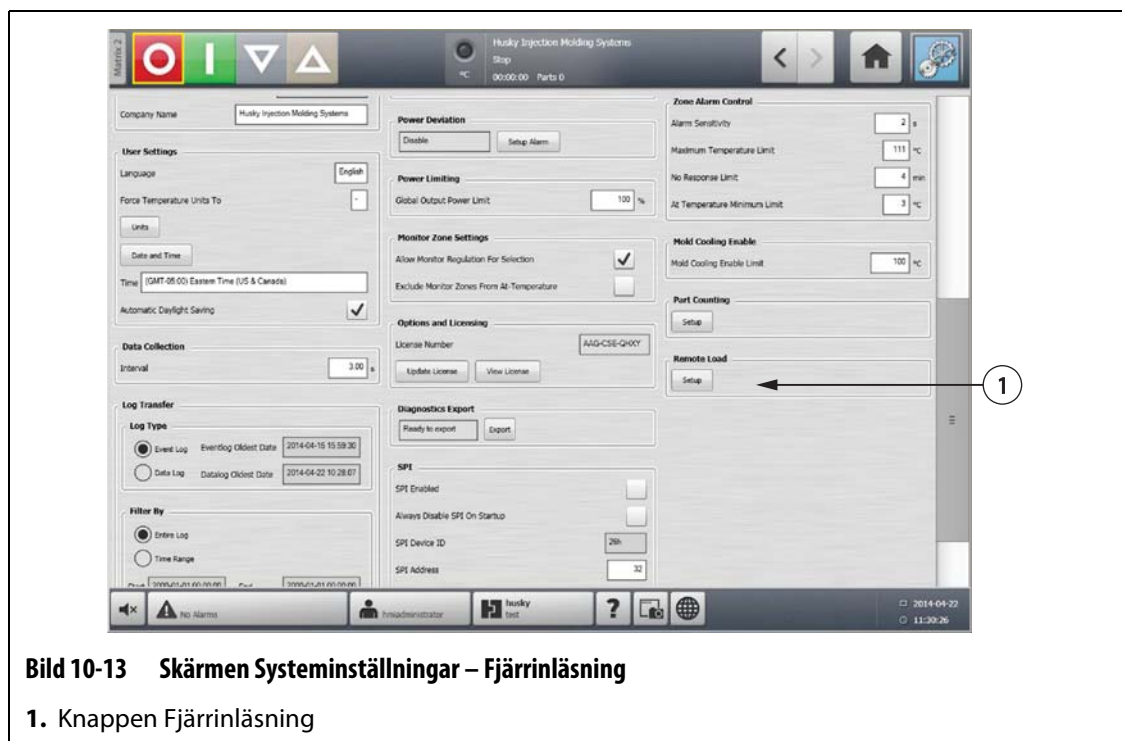 Matrix 2
Husky Injection Molding Systems
Stop
°C 00:00:00 Parts 0
Company Name Husky Injection Molding Systems
User Settings
Language English
Force Temperature Units To -
Units
Date and Time
Time (GMT-05:00) Eastern Time (US & Canada)
Automatic Daylight Saving
Data Collection
Interval 3.00 s
Log Transfer
Log Type
Event Log Eventlog Oldest Date 2014-04-15 15:59:30
Data Log Datalog Oldest Date 2014-04-22 10:28:07
Filter By
Entire Log
Time Range
Power Deviation
Disable Setup Alarm
Power Limiting
Global Output Power Limit 100 %
Monitor Zone Settings
Allow Monitor Regulation For Selection
Exclude Monitor Zones From At-Temperature
Options and Licensing
License Number AAG-CSE-QHXY
Update License View License
Diagnostics Export
Ready to export Export
SPI
SPI Enabled
Always Disable SPI On Startup
SPI Device ID 26h
SPI Address 32
Zone Alarm Control
Alarm Sensitivity 2 s
Maximum Temperature Limit 111 °C
No Response Limit 4 min
At Temperature Minimum Limit 3 °C
Mold Cooling Enable
Mold Cooling Enable Limit 100 °C
Part Counting
Setup
Remote Load
Setup
1
No Alarms
hmiadministrator
husky
test
?
2014-04-22
11:30:26
Bild 10-13 Skärmen Systeminställningar – Fjärrinläsning
1. Knappen Fjärrinläsning